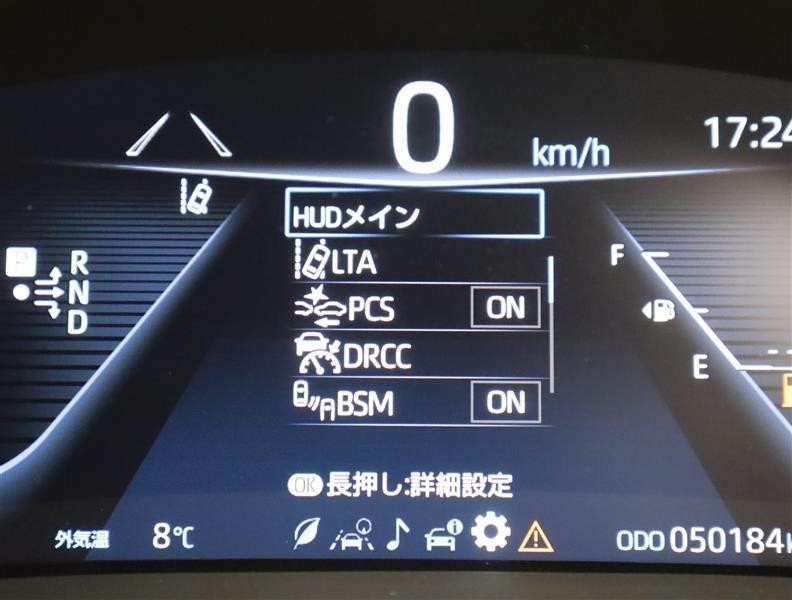 0
km/h
17:24
HUDメイン
LTA
PCS ON
DRCC
BSM ON
P
R
N
D
F
E
OK 長押し:詳細設定
外気温 8℃
ODO 050184